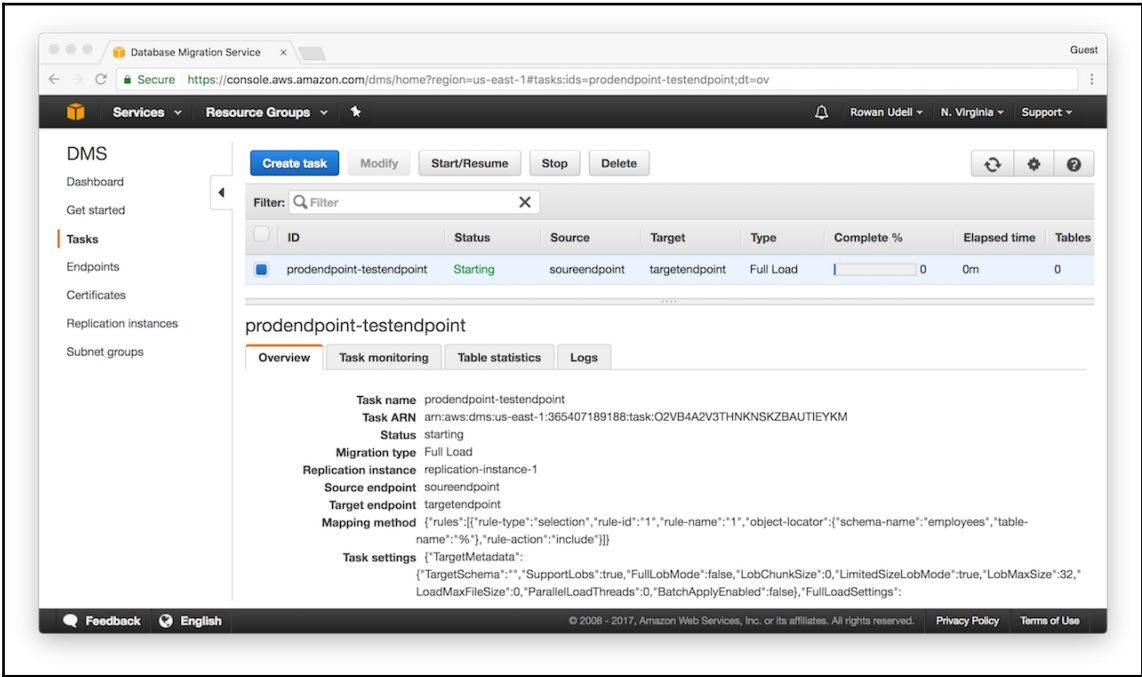 Database Migration Service ×
Guest
Secure https://console.aws.amazon.com/dms/home?region=us-east-1#tasks:ids=prodendpoint-testendpoint;dt=ov
Services Resource Groups Rowan Udell N. Virginia Support
DMS
Dashboard
Get started
Tasks
Endpoints
Certificates
Replication instances
Subnet groups
Create task Modify Start/Resume Stop Delete
Filter: Filter
ID Status Source Target Type Complete % Elapsed time Tables
prodendpoint-testendpoint Starting soureendpoint targetendpoint Full Load 0 0m 0
prodendpoint-testendpoint
Overview Task monitoring Table statistics Logs
Task name prodendpoint-testendpoint
Task ARN arn:aws:dms:us-east-1:365407189188:task:O2VB4A2V3THNKNSKZBAUTIEYKM
Status starting
Migration type Full Load
Replication instance replication-instance-1
Source endpoint soureendpoint
Target endpoint targetendpoint
Mapping method {"rules":[{"rule-type":"selection","rule-id":"1","rule-name":"1","object-locator":{"schema-name":"employees","table-
name":"%"},"rule-action":"include"}]}
Task settings {"TargetMetadata":
{"TargetSchema":"","SupportLobs":true,"FullLobMode":false,"LobChunkSize":0,"LimitedSizeLobMode":true,"LobMaxSize":32,"
LoadMaxFileSize":0,"ParallelLoadThreads":0,"BatchApplyEnabled":false},"FullLoadSettings":
Feedback English © 2008 - 2017, Amazon Web Services, Inc. or its affiliates. All rights reserved. Privacy Policy Terms of Use